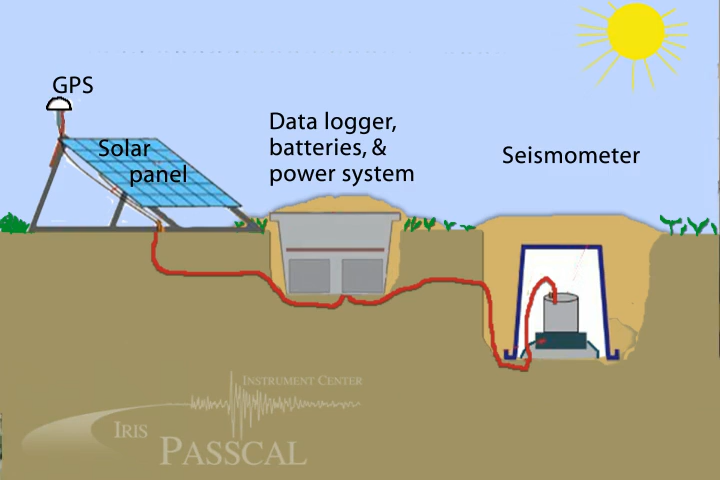 GPS
Solar
panel
Data logger,
batteries, &
power system
Seismometer
INSTRUMENT CENTER
IRIS
PASSCAL